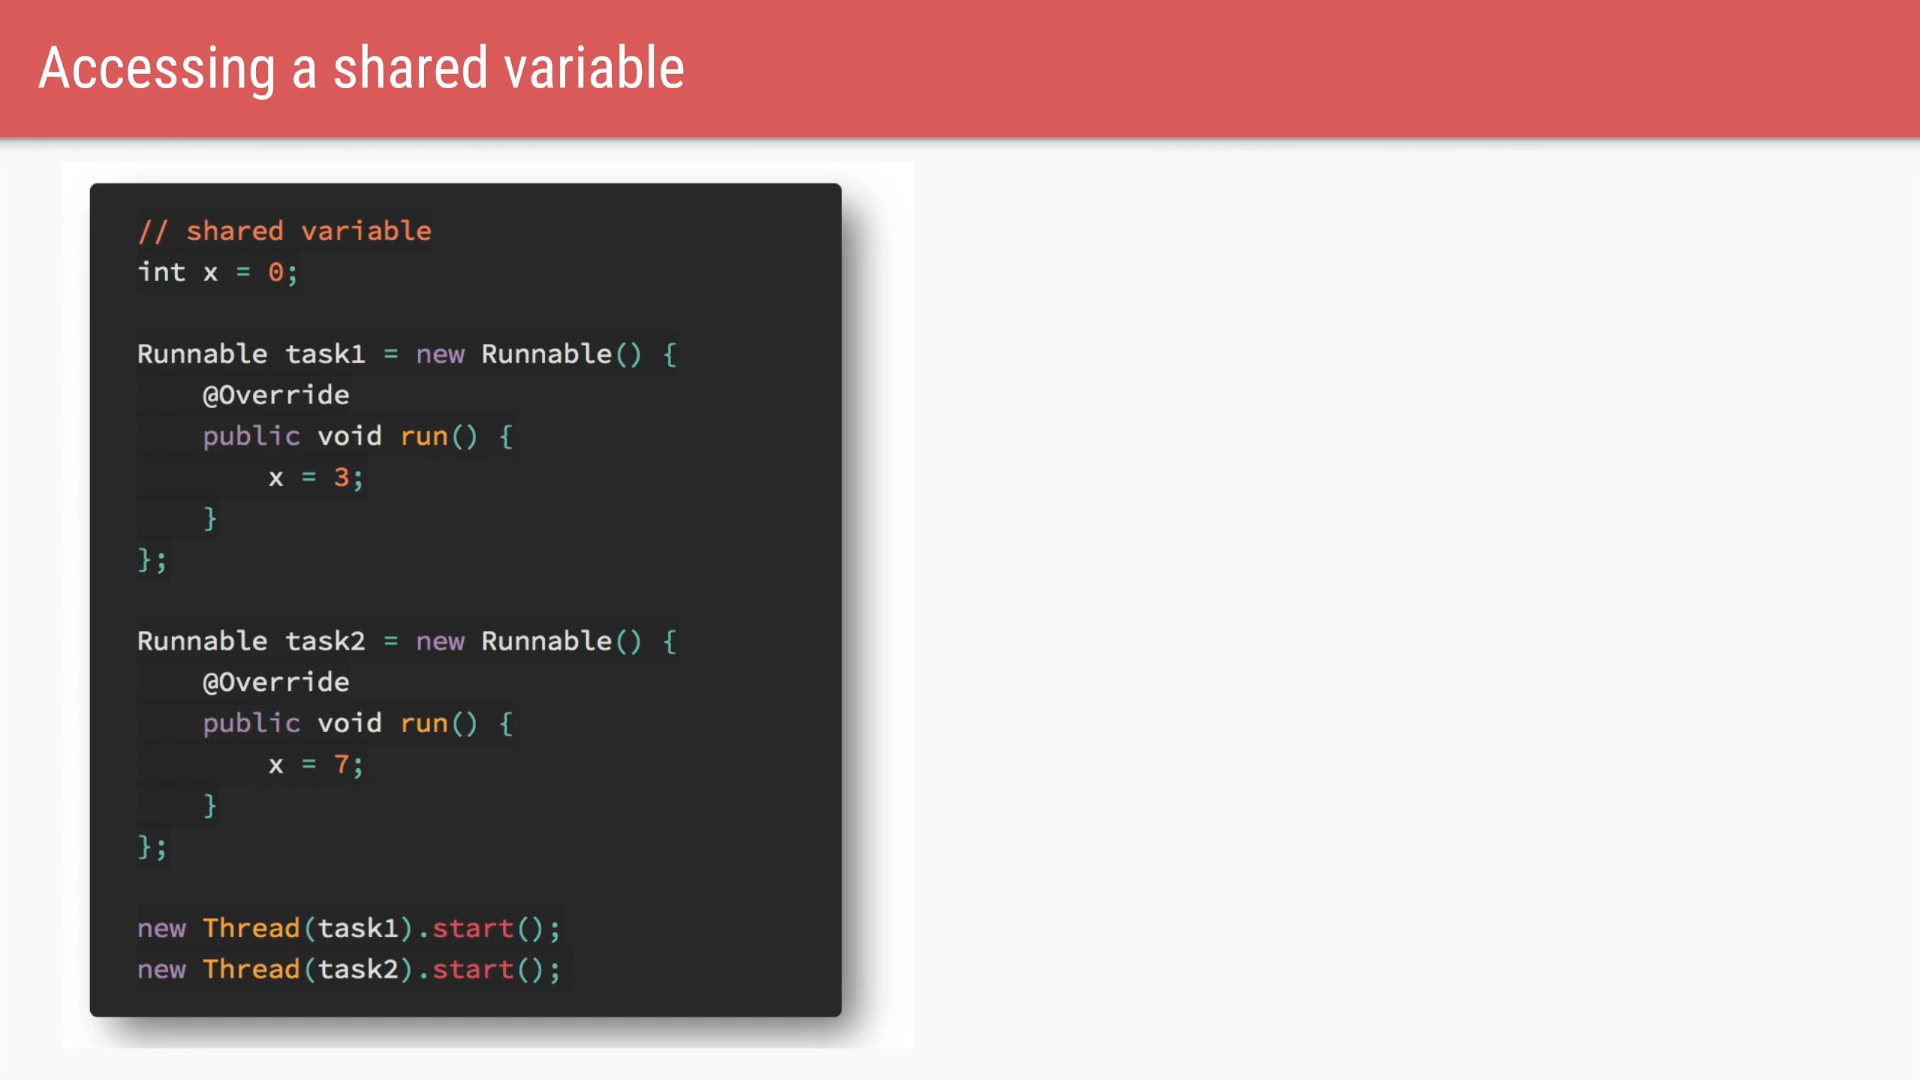 Accessing a shared variable
// shared variable
int x = 0;
Runnable task1 = new Runnable() {
@Override
public void run() {
x = 3;
}
};
Runnable task2 = new Runnable() {
@Override
public void run() {
x = 7;
}
};
new Thread(task1).start();
new Thread(task2).start();